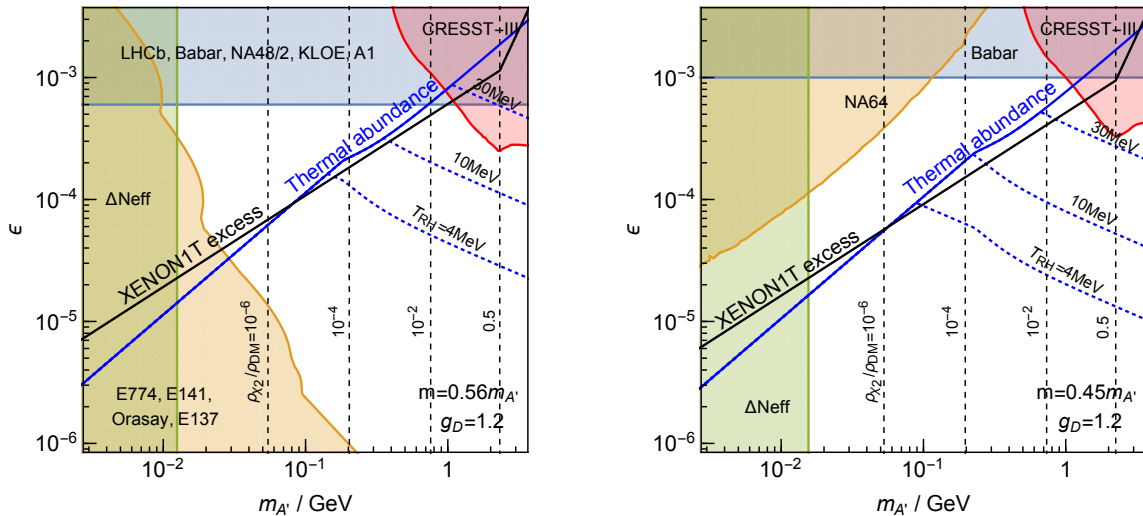 CRESST-III
LHCb, Babar, NA48/2, KLOE, A1
10⁻³
30MeV
Thermal abundance
10MeV
10⁻⁴
ΔNeff
T_RH=4MeV
ε
XENON1T excess
10⁻⁵
ρχ₂/ρDM=10⁻⁶
10⁻⁴
10⁻²
0.5
E774, E141,
Orasay, E137
m=0.56m_A'
g_D=1.2
10⁻⁶
10⁻²
10⁻¹
1
m_A' / GeV
CRESST-III
Babar
10⁻³
NA64
30MeV
Thermal abundance
10⁻⁴
10MeV
T_RH=4MeV
ε
XENON1T excess
10⁻⁵
ρχ₂/ρDM=10⁻⁶
10⁻⁴
10⁻²
0.5
ΔNeff
m=0.45m_A'
g_D=1.2
10⁻⁶
10⁻²
10⁻¹
1
m_A' / GeV